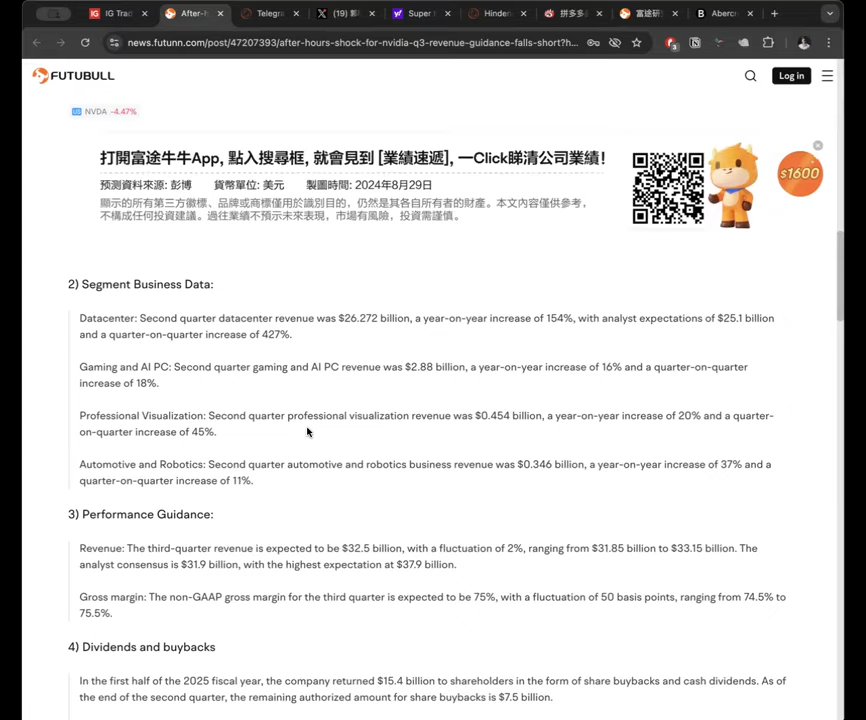 IG Trad
After-h
Telegra
(19) 鄭
Super
Hinden
拼多多
富途研
Abercr
news.futunn.com/post/47207393/after-hours-shock-for-nvidia-q3-revenue-guidance-falls-short?h...
FUTUBULL
Log in
US NVDA -4.47%
打開富途牛牛App, 點入搜尋框, 就會見到 [業績速遞], 一Click睇清公司業績!
预测資料來源: 彭博 貨幣單位: 美元 製圖時間: 2024年8月29日
顯示的所有第三方徽標、品牌或商標僅用於識別目的, 仍然是其各自所有者的財產。本文內容僅供參考,
不構成任何投資建議。過往業績不預示未來表現, 市場有風險, 投資需謹慎。
$1600
2) Segment Business Data:
Datacenter: Second quarter datacenter revenue was $26.272 billion, a year-on-year increase of 154%, with analyst expectations of $25.1 billion
and a quarter-on-quarter increase of 427%.
Gaming and AI PC: Second quarter gaming and AI PC revenue was $2.88 billion, a year-on-year increase of 16% and a quarter-on-quarter
increase of 18%.
Professional Visualization: Second quarter professional visualization revenue was $0.454 billion, a year-on-year increase of 20% and a quarter-
on-quarter increase of 45%.
Automotive and Robotics: Second quarter automotive and robotics business revenue was $0.346 billion, a year-on-year increase of 37% and a
quarter-on-quarter increase of 11%.
3) Performance Guidance:
Revenue: The third-quarter revenue is expected to be $32.5 billion, with a fluctuation of 2%, ranging from $31.85 billion to $33.15 billion. The
analyst consensus is $31.9 billion, with the highest expectation at $37.9 billion.
Gross margin: The non-GAAP gross margin for the third quarter is expected to be 75%, with a fluctuation of 50 basis points, ranging from 74.5% to
75.5%.
4) Dividends and buybacks
In the first half of the 2025 fiscal year, the company returned $15.4 billion to shareholders in the form of share buybacks and cash dividends. As of
the end of the second quarter, the remaining authorized amount for share buybacks is $7.5 billion.